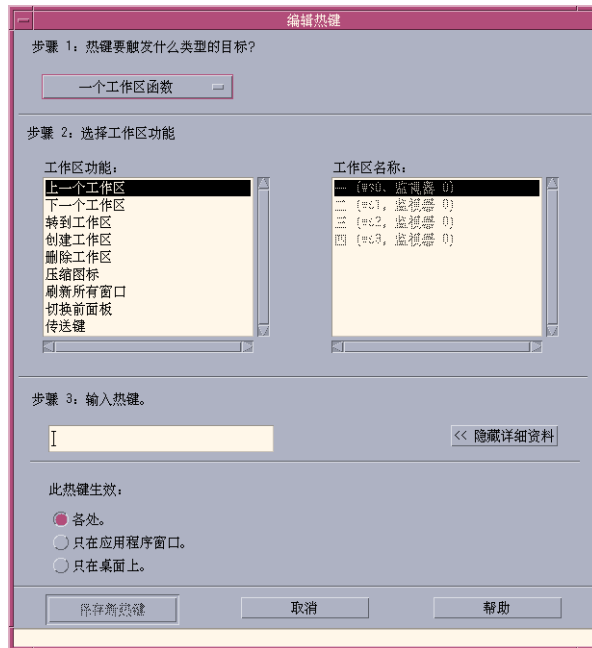 编辑热键
步骤 1: 热键要触发什么类型的目标?
一个工作区函数
步骤 2: 选择工作区功能
工作区功能:
上一个工作区
下一个工作区
转到工作区
创建工作区
删除工作区
压缩图标
刷新所有窗口
切换前面板
传送键
工作区名称:
一 (ws0, 监视器 0)
二 (ws1, 监视器 0)
三 (ws2, 监视器 0)
四 (ws3, 监视器 0)
步骤 3: 输入热键。
<< 隐藏详细资料
此热键生效:
各处。
只在应用程序窗口。
只在桌面上。
保存新热键
取消
帮助